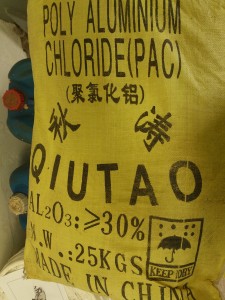 POLY ALUMINIUM
CHLORIDE(PAC)
(聚氯化铝)
秋涛
QIUTAO
AL2O3:≥30%
N.W.:25KGS
KEEP DRY
MADE IN CHINA